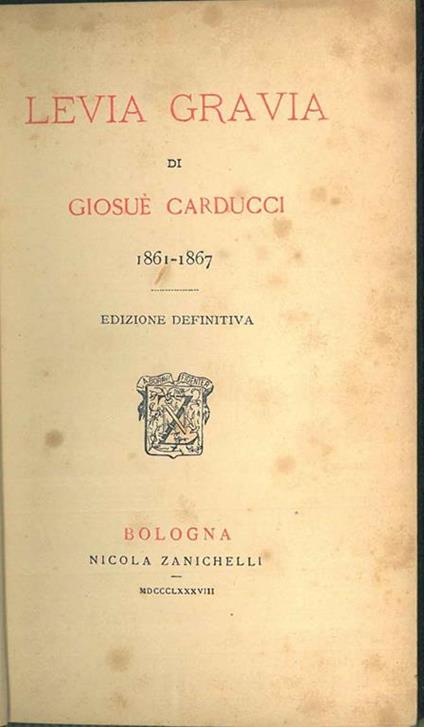 LEVIA GRAVIA
DI
GIOSUÈ CARDUCCI
1861-1867
EDIZIONE DEFINITIVA
BOLOGNA
NICOLA ZANICHELLI
MDCCCLXXXVIII